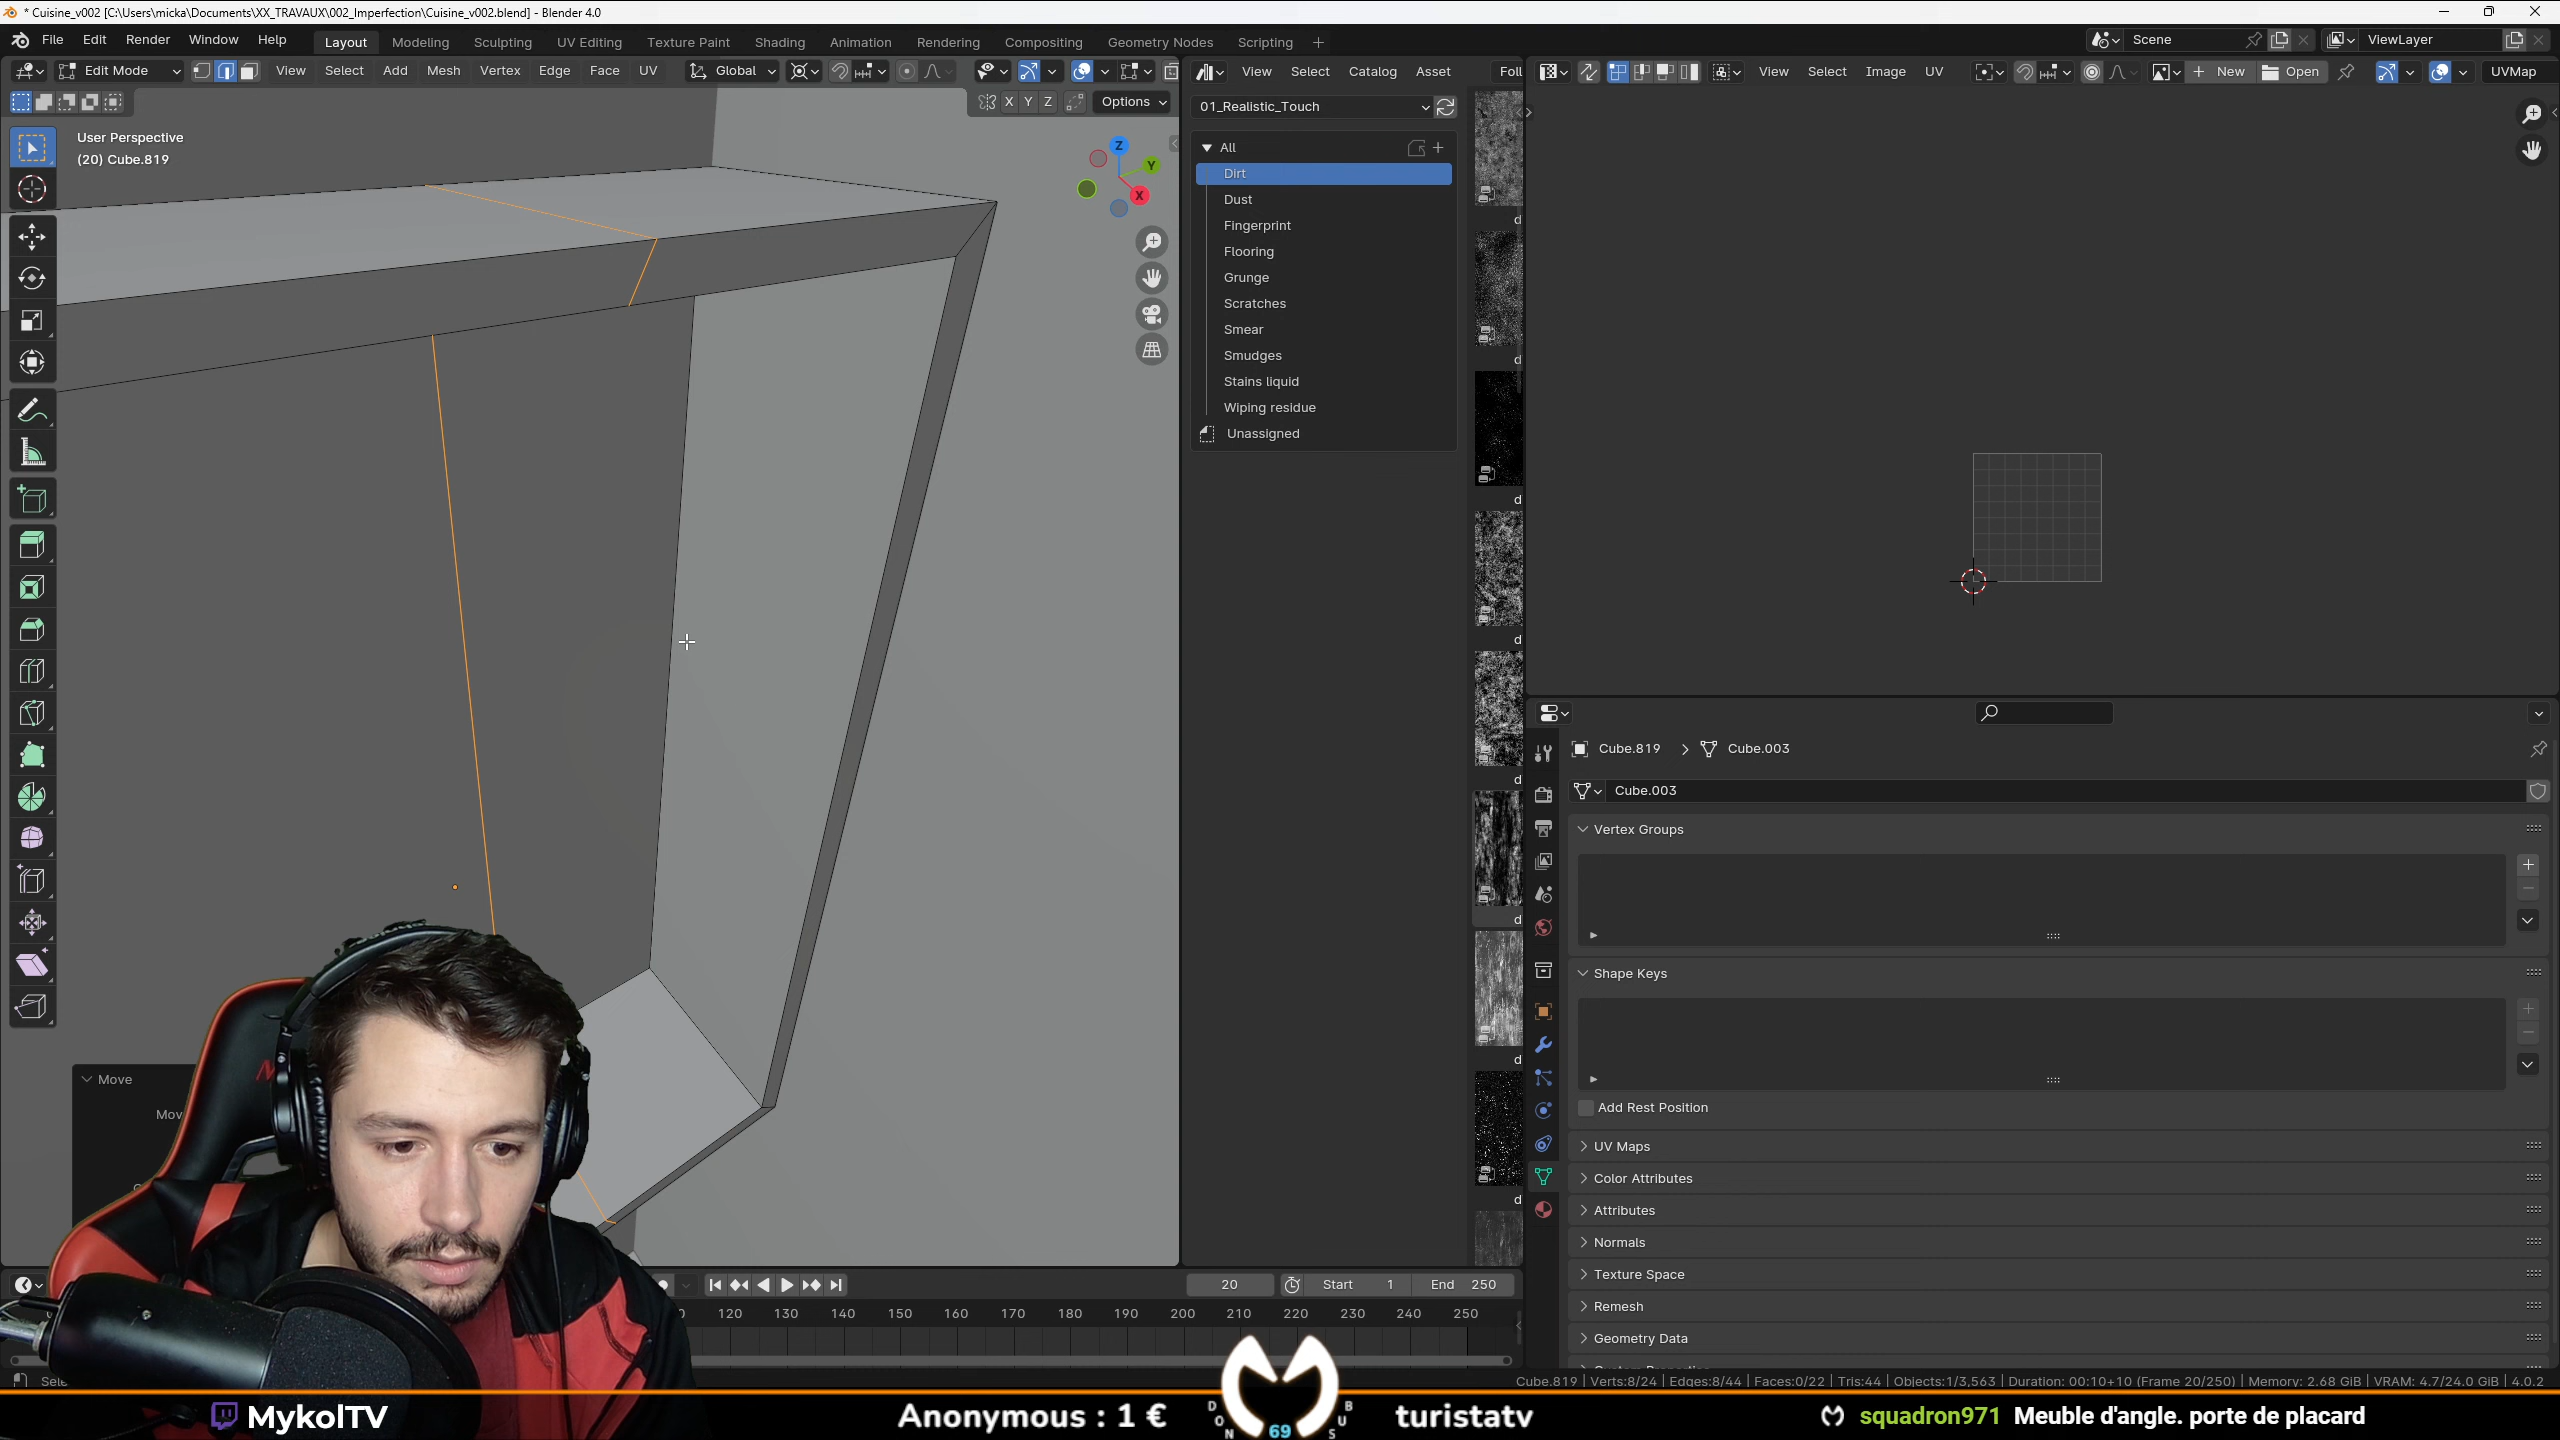 * Cuisine_v002 [C:\Users\micka\Documents\XX_TRAVAUX\002_Imperfection\Cuisine_v002.blend] - Blender 4.0
File Edit Render Window Help
Layout Modeling Sculpting UV Editing Texture Paint Shading Animation Rendering Compositing Geometry Nodes Scripting +
Scene
ViewLayer
Edit Mode
View Select Add Mesh Vertex Edge Face UV
Global
X Y Z
Options
User Perspective
(20) Cube.819
Z
Y
X
Move
Mov
View Select Catalog Asset
Foll
01_Realistic_Touch
All
Dirt
Dust
Fingerprint
Flooring
Grunge
Scratches
Smear
Smudges
Stains liquid
Wiping residue
Unassigned
d
d
d
d
d
d
d
d
View Select Image UV
New
Open
UVMap
Cube.819
Cube.003
Cube.003
Vertex Groups
Shape Keys
Add Rest Position
UV Maps
Color Attributes
Attributes
Normals
Texture Space
Remesh
Geometry Data
20
Start 1
End 250
120 130 140 150 160 170 180 190 200 210 220 230 240 250
Sele
Cube.819 | Verts:8/24 | Edges:8/44 | Faces:0/22 | Tris:44 | Objects:1/3,563 | Duration: 00:10+10 (Frame 20/250) | Memory: 2.68 GiB | VRAM: 4.7/24.0 GiB | 4.0.2
MykolTV
Anonymous : 1 €
DON
69
SUB
turistatv
squadron971 Meuble d'angle. porte de placard